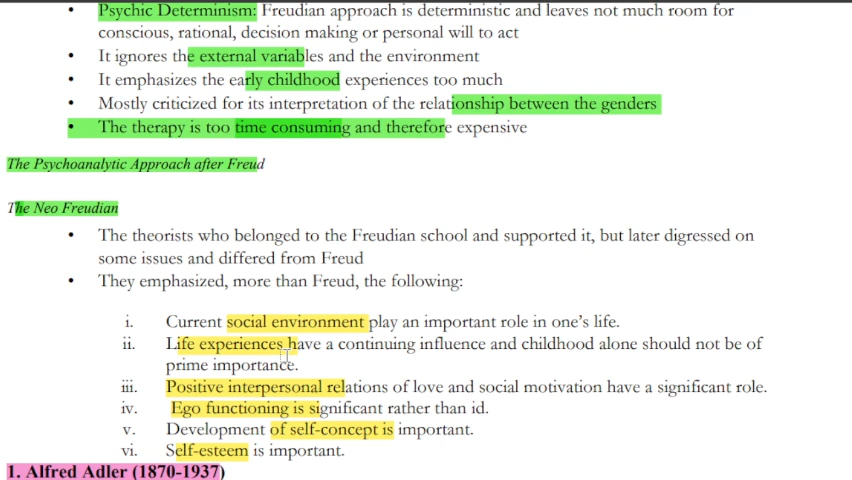 • Psychic Determinism: Freudian approach is deterministic and leaves not much room for
conscious, rational, decision making or personal will to act
• It ignores the external variables and the environment
• It emphasizes the early childhood experiences too much
• Mostly criticized for its interpretation of the relationship between the genders
• The therapy is too time consuming and therefore expensive
The Psychoanalytic Approach after Freud
The Neo Freudian
• The theorists who belonged to the Freudian school and supported it, but later digressed on
some issues and differed from Freud
• They emphasized, more than Freud, the following:
i. Current social environment play an important role in one's life.
ii. Life experiences have a continuing influence and childhood alone should not be of
prime importance.
iii. Positive interpersonal relations of love and social motivation have a significant role.
iv. Ego functioning is significant rather than id.
v. Development of self-concept is important.
vi. Self-esteem is important.
1. Alfred Adler (1870-1937)